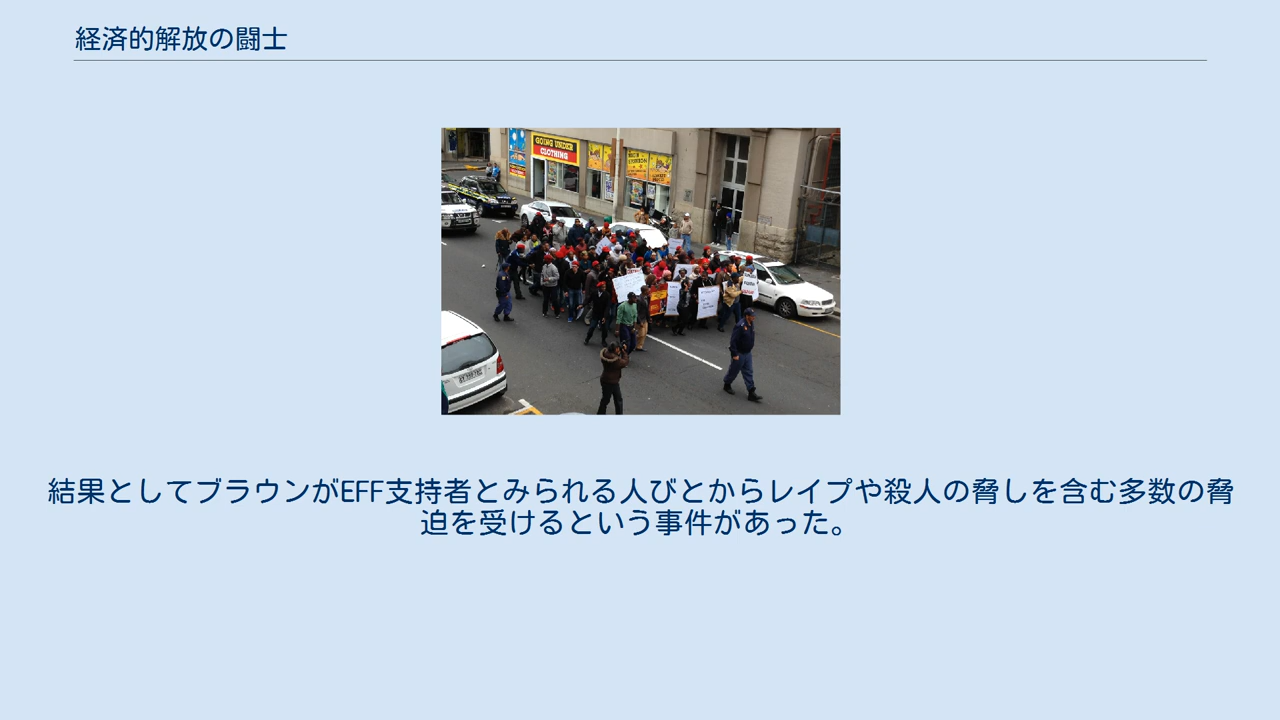 経済的解放の闘士
GOING UNDER
CLOTHING
結果としてブラウンがEFF支持者とみられる人びとからレイプや殺人の脅しを含む多数の脅
迫を受けるという事件があった。